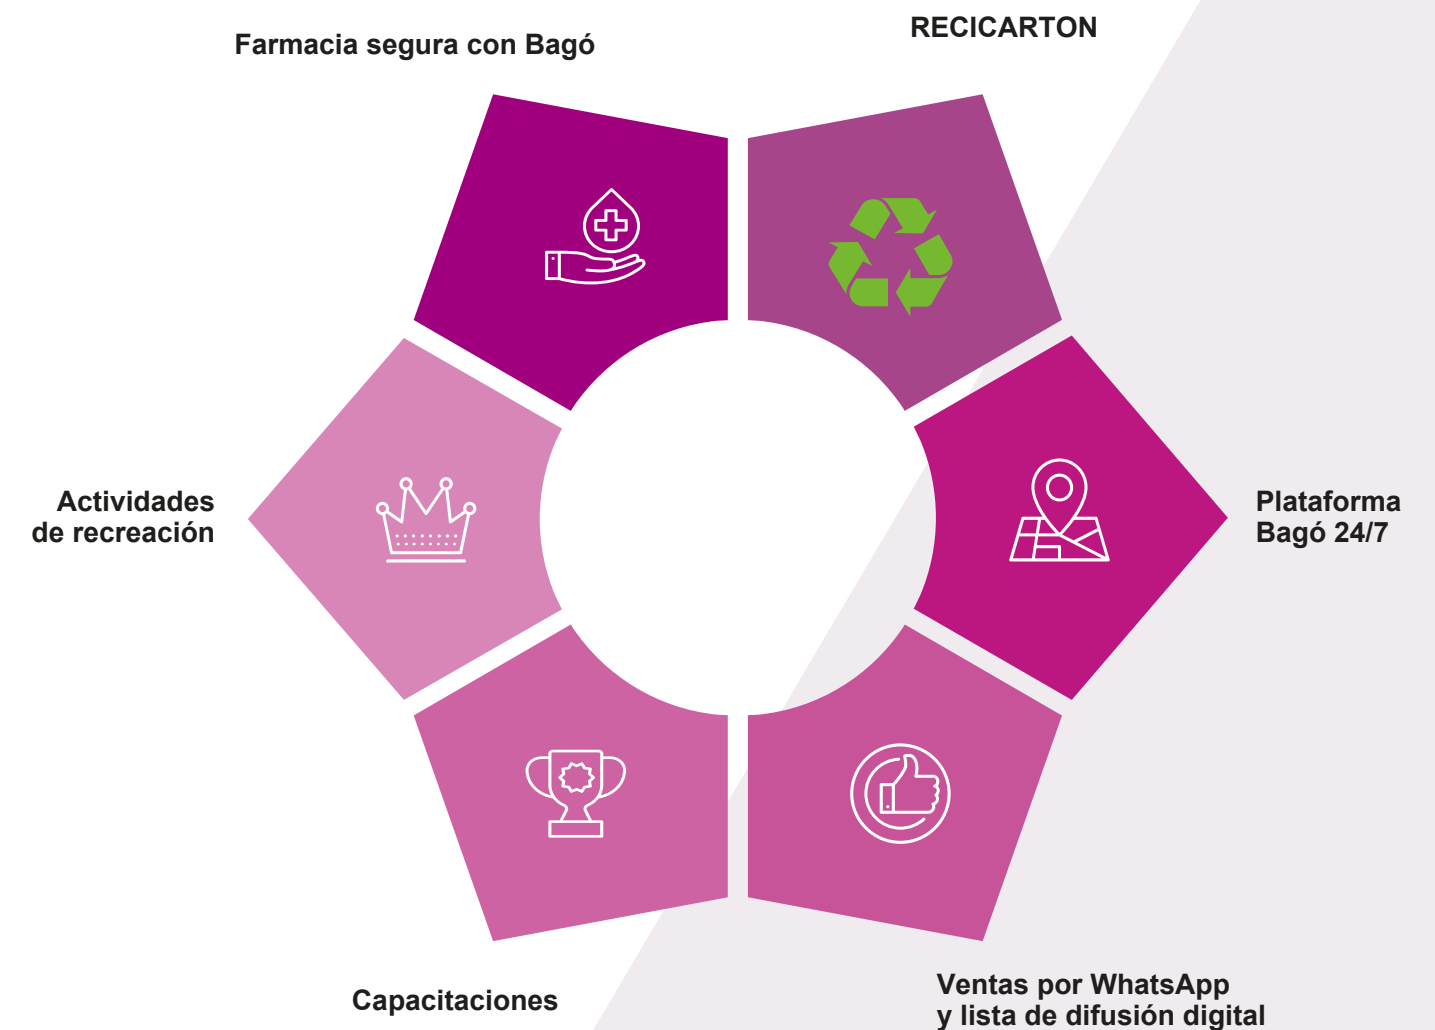 RECICARTON
Farmacia segura con Bagó
Actividades
de recreación
Plataforma
Bagó 24/7
Capacitaciones
Ventas por WhatsApp
y lista de difusión digital